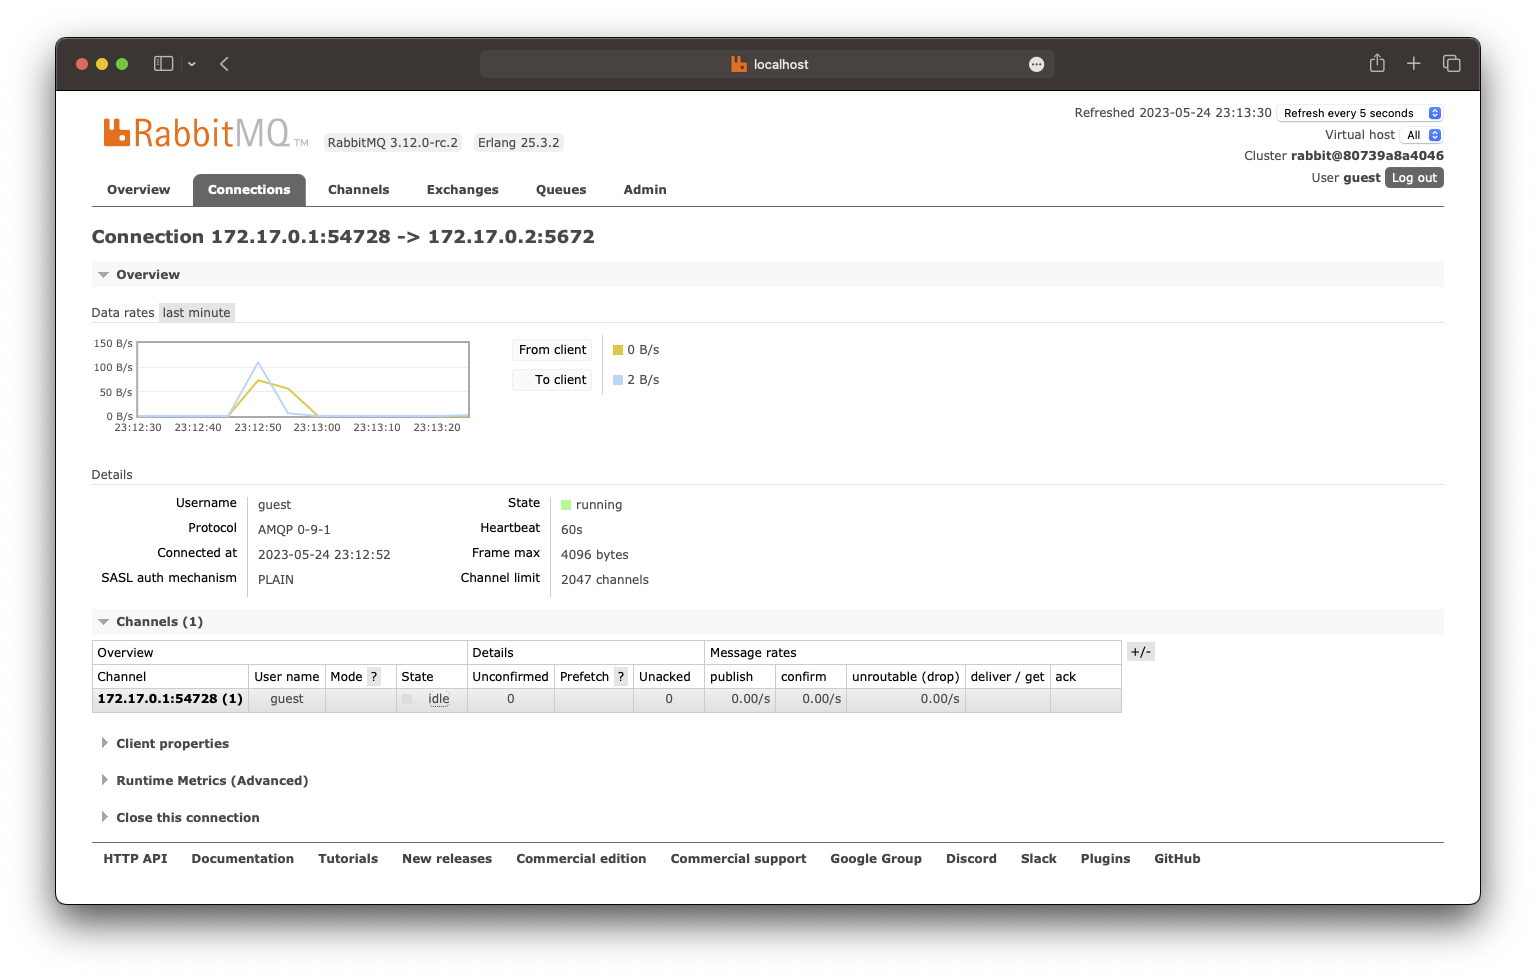 localhost
RabbitMQ TM
RabbitMQ 3.12.0-rc.2 Erlang 25.3.2
Refreshed 2023-05-24 23:13:30 Refresh every 5 seconds
Virtual host All
Cluster rabbit@80739a8a4046
User guest Log out
Overview Connections Channels Exchanges Queues Admin
Connection 172.17.0.1:54728 -> 172.17.0.2:5672
Overview
Data rates last minute
150 B/s
100 B/s
50 B/s
0 B/s
23:12:30 23:12:40 23:12:50 23:13:00 23:13:10 23:13:20
From client 0 B/s
To client 2 B/s
Details
Username guest State running
Protocol AMQP 0-9-1 Heartbeat 60s
Connected at 2023-05-24 23:12:52 Frame max 4096 bytes
SASL auth mechanism PLAIN Channel limit 2047 channels
Channels (1)
Overview Details Message rates +/-
Channel User name Mode ? State Unconfirmed Prefetch ? Unacked publish confirm unroutable (drop) deliver / get ack
172.17.0.1:54728 (1) guest idle 0 0 0.00/s 0.00/s 0.00/s
Client properties
Runtime Metrics (Advanced)
Close this connection
HTTP API Documentation Tutorials New releases Commercial edition Commercial support Google Group Discord Slack Plugins GitHub